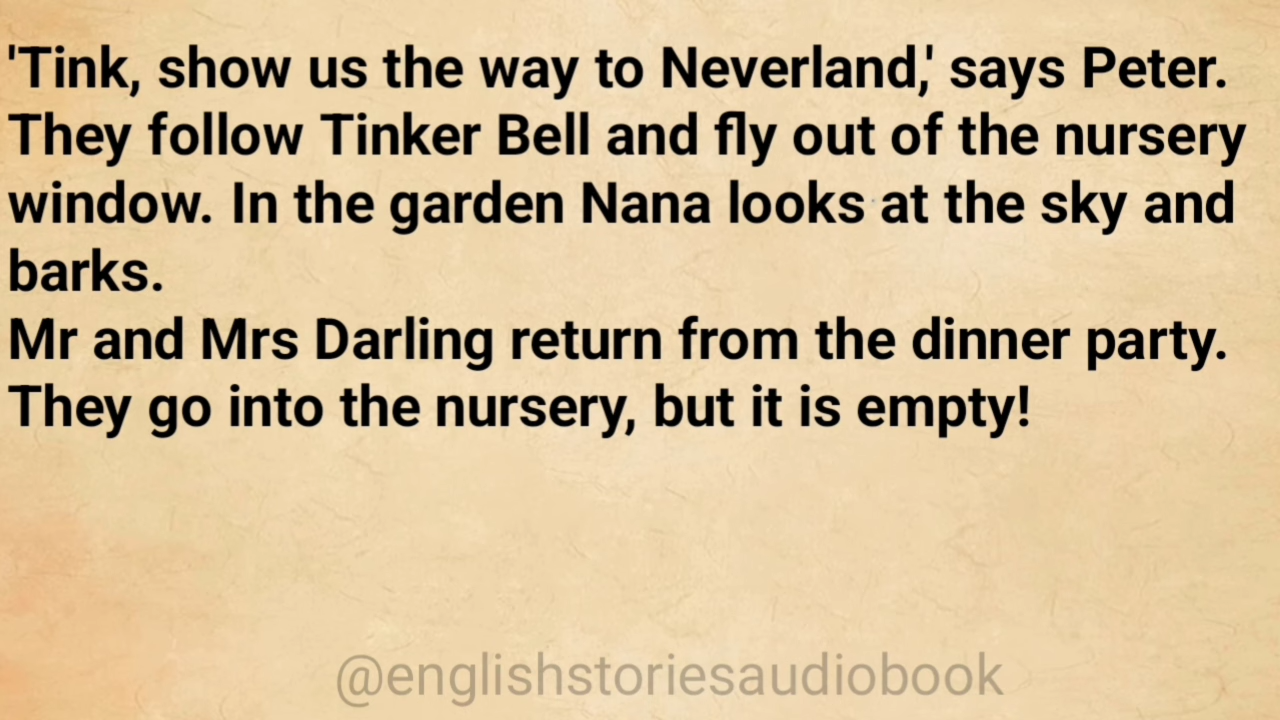 'Tink, show us the way to Neverland,' says Peter.
They follow Tinker Bell and fly out of the nursery
window. In the garden Nana looks at the sky and
barks.
Mr and Mrs Darling return from the dinner party.
They go into the nursery, but it is empty!
@englishstoriesaudiobook